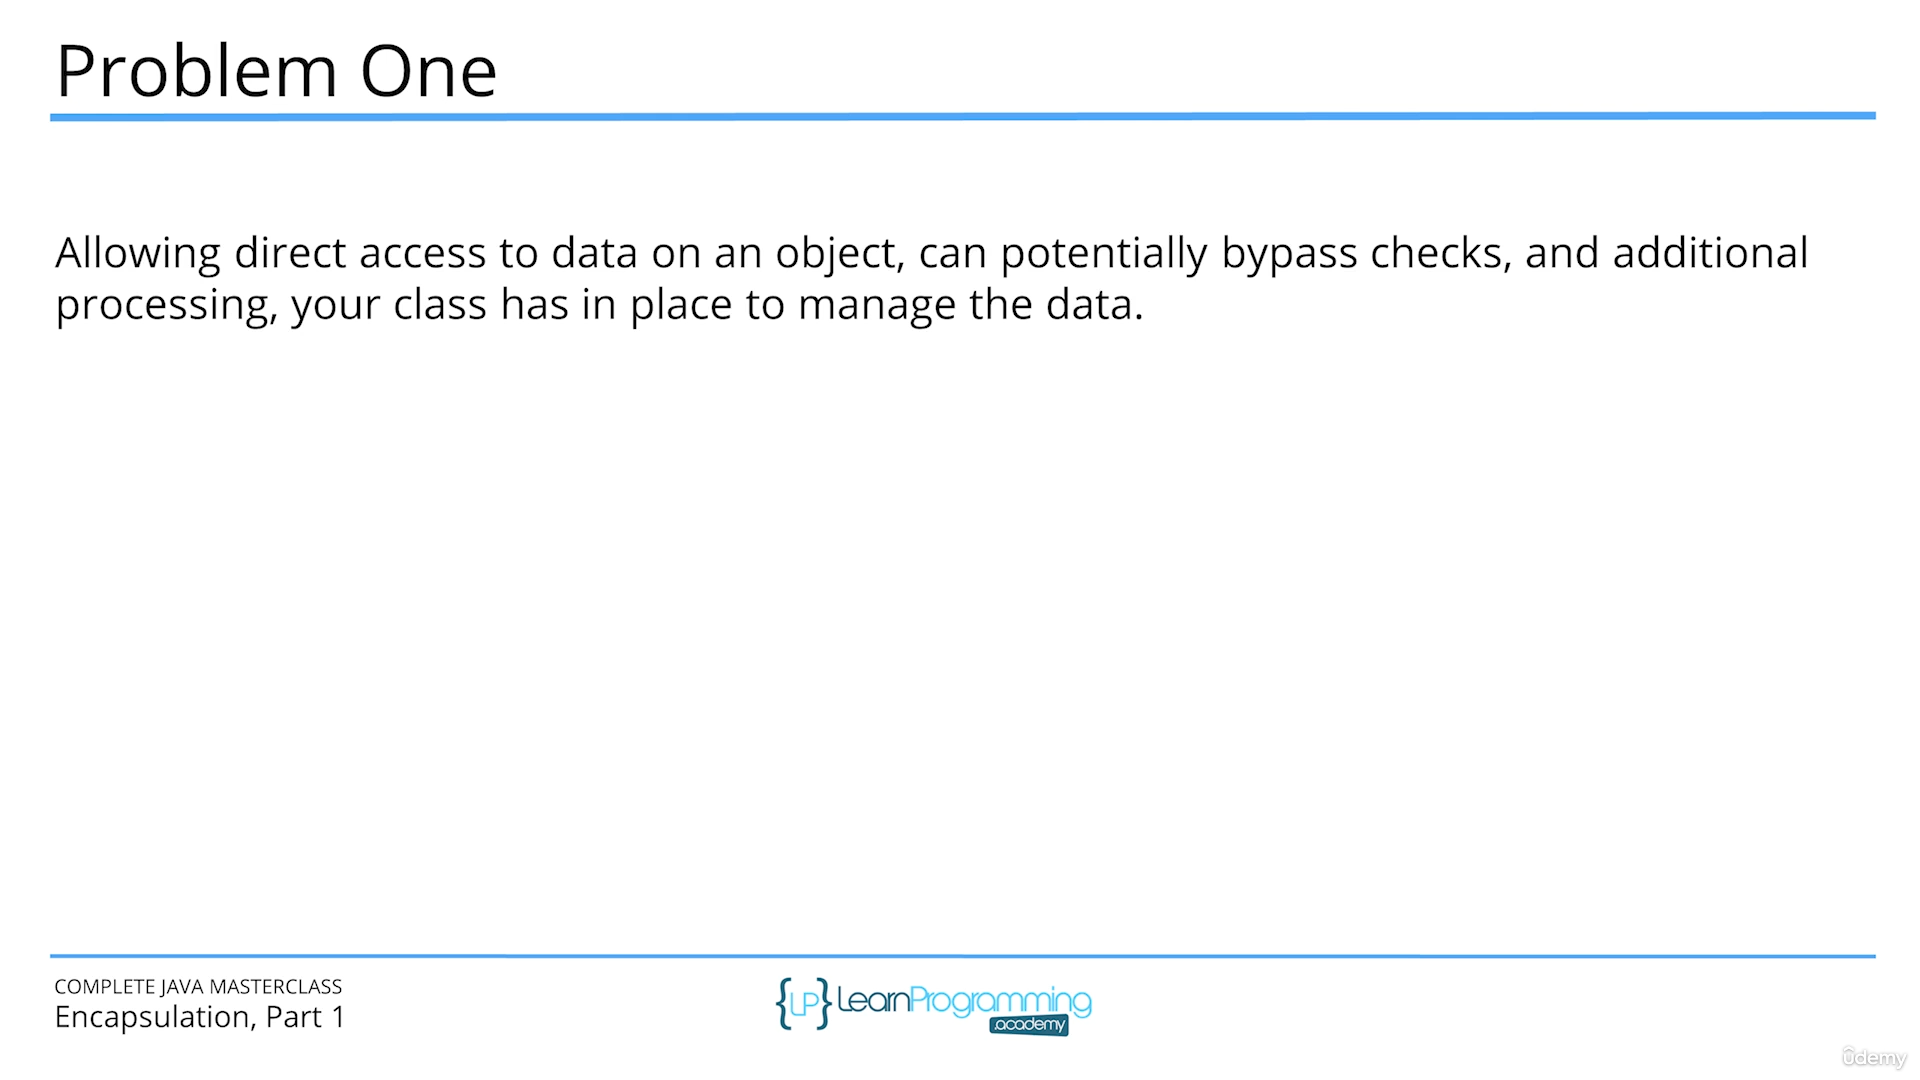 Problem One
Allowing direct access to data on an object, can potentially bypass checks, and additional
processing, your class has in place to manage the data.
COMPLETE JAVA MASTERCLASS
Encapsulation, Part 1
{LP} LearnProgramming
.academy
ûdemy